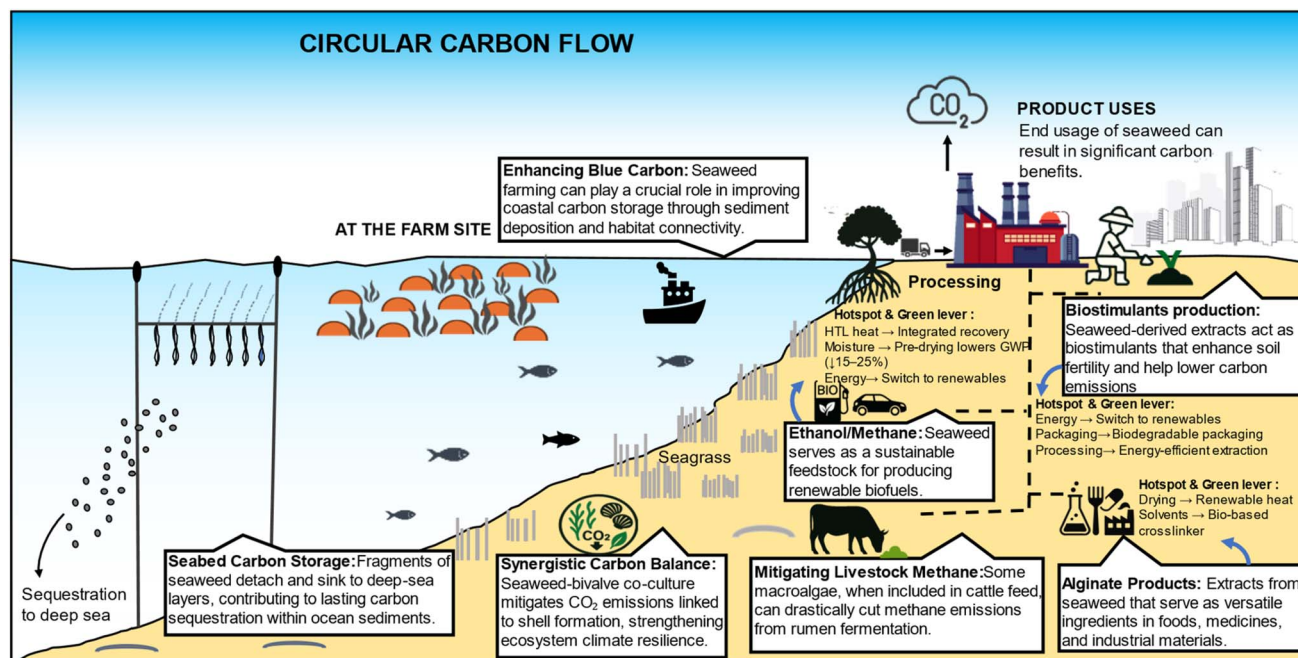 CIRCULAR CARBON FLOW
CO₂
PRODUCT USES
End usage of seaweed can
result in significant carbon
benefits.
Enhancing Blue Carbon: Seaweed
farming can play a crucial role in improving
coastal carbon storage through sediment
deposition and habitat connectivity.
AT THE FARM SITE
Processing
Hotspot & Green lever :
HTL heat → Integrated recovery
Moisture → Pre-drying lowers GWP
(↓15–25%)
Energy→ Switch to renewables
BIO
Biostimulants production:
Seaweed-derived extracts act as
biostimulants that enhance soil
fertility and help lower carbon
emissions
Hotspot & Green lever:
Energy → Switch to renewables
Packaging→Biodegradable packaging
Processing → Energy-efficient extraction
Ethanol/Methane: Seaweed
serves as a sustainable
feedstock for producing
renewable biofuels.
Seagrass
Hotspot & Green lever :
Drying → Renewable heat
Solvents → Bio-based
crosslinker
CO₂
Sequestration
to deep sea
Seabed Carbon Storage: Fragments of
seaweed detach and sink to deep-sea
layers, contributing to lasting carbon
sequestration within ocean sediments.
Synergistic Carbon Balance:
Seaweed-bivalve co-culture
mitigates CO₂ emissions linked
to shell formation, strengthening
ecosystem climate resilience.
Mitigating Livestock Methane: Some
macroalgae, when included in cattle feed,
can drastically cut methane emissions
from rumen fermentation.
Alginate Products: Extracts from
seaweed that serve as versatile
ingredients in foods, medicines,
and industrial materials.